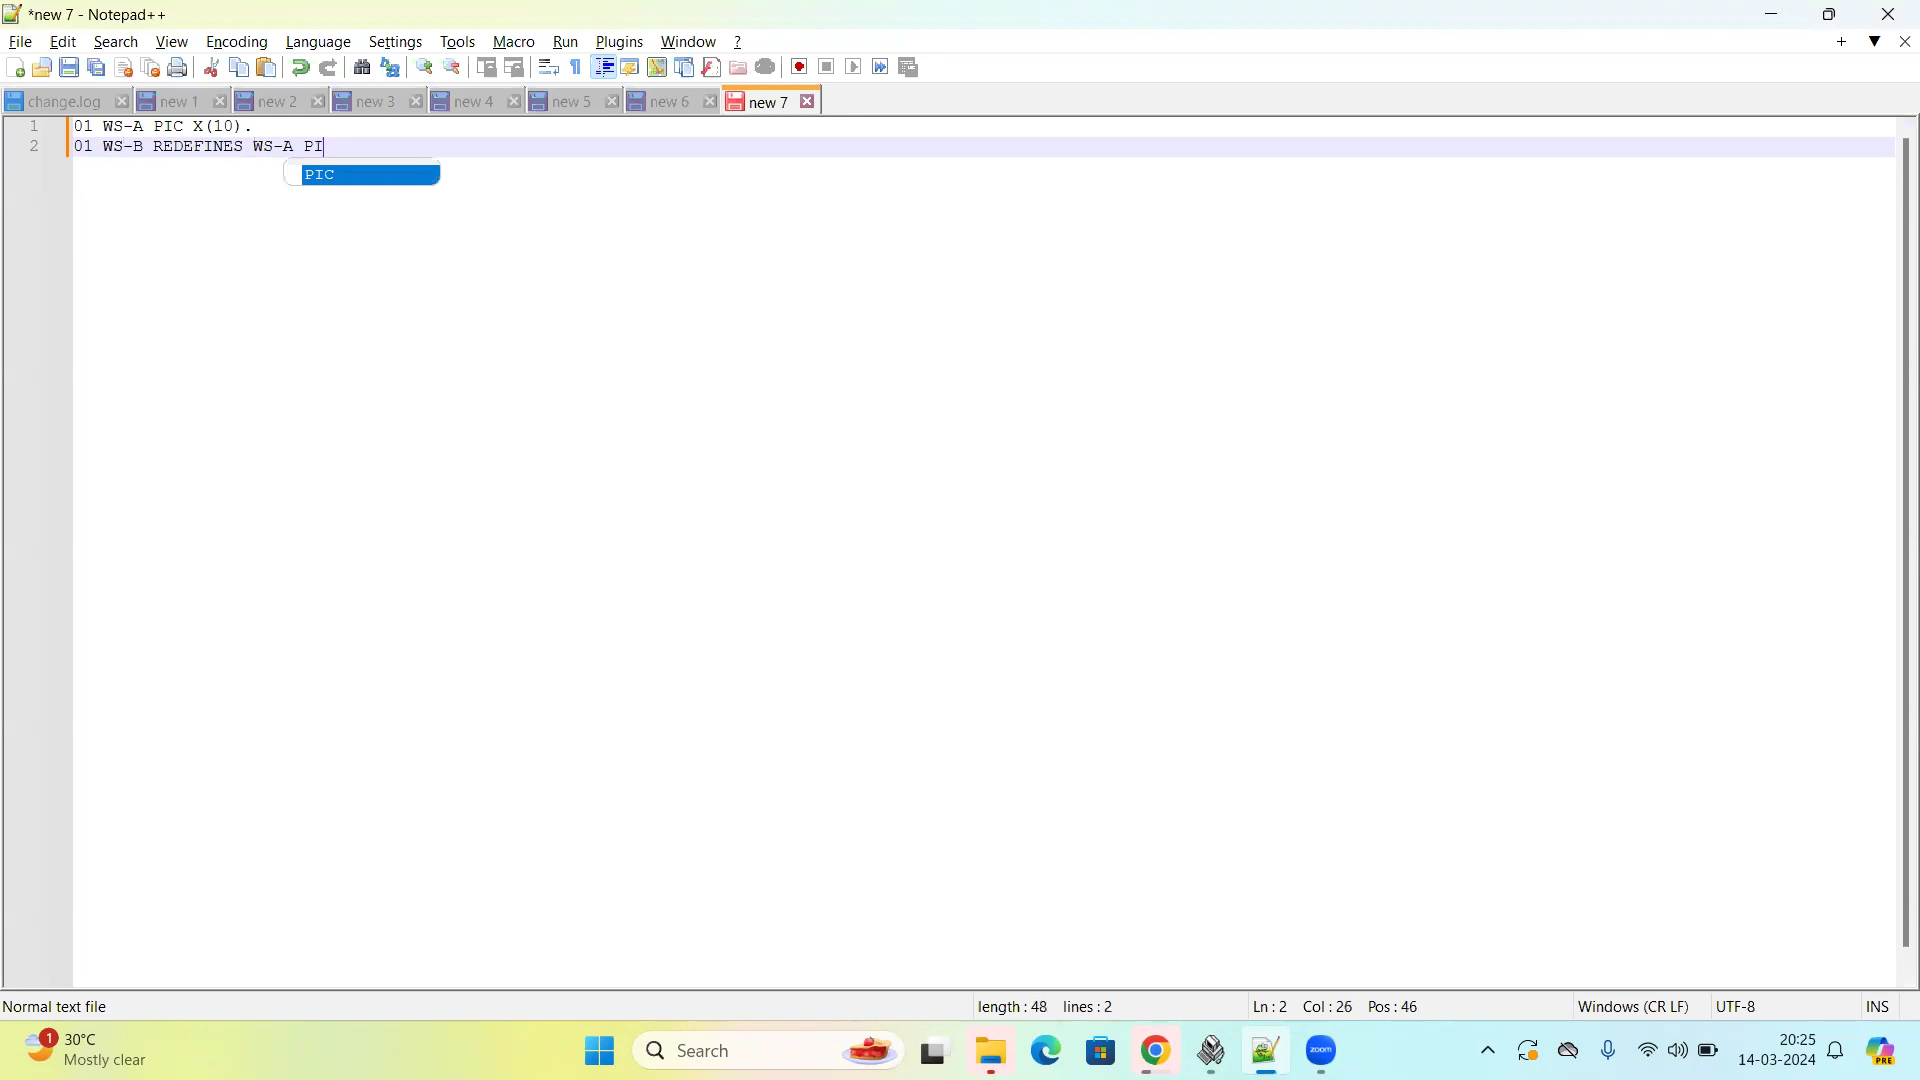 *new 7 - Notepad++
File Edit Search View Encoding Language Settings Tools Macro Run Plugins Window ?
change.log new 1 new 2 new 3 new 4 new 5 new 6 new 7
1 01 WS-A PIC X(10).
2 01 WS-B REDEFINES WS-A PI
PIC
Normal text file length : 48 lines : 2 Ln : 2 Col : 26 Pos : 46 Windows (CR LF) UTF-8 INS
1 30°C
Mostly clear
Search
zoom
20:25
14-03-2024
PRE